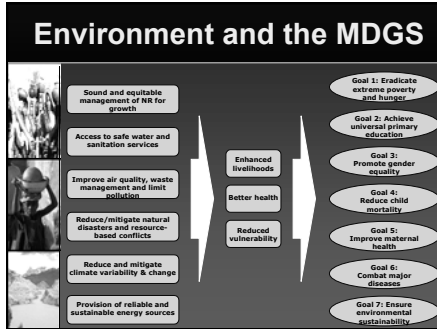 Environment and the MDGS
Sound and equitable
management of NR for
growth
Access to safe water and
sanitation services
Improve air quality, waste
management and limit
pollution
Reduce/mitigate natural
disasters and resource-
based conflicts
Reduce and mitigate
climate variability & change
Provision of reliable and
sustainable energy sources
Enhanced
livelihoods
Better health
Reduced
vulnerability
Goal 1: Eradicate
extreme poverty
and hunger
Goal 2: Achieve
universal primary
education
Goal 3:
Promote gender
equality
Goal 4:
Reduce child
mortality
Goal 5:
Improve maternal
health
Goal 6:
Combat major
diseases
Goal 7: Ensure
environmental
sustainability